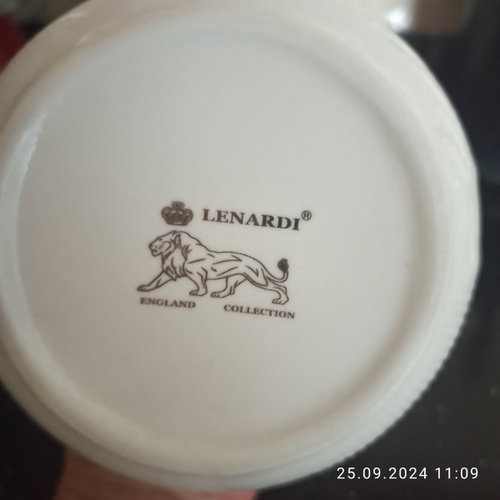 LENARDI®
ENGLAND COLLECTION
25.09.2024 11:09